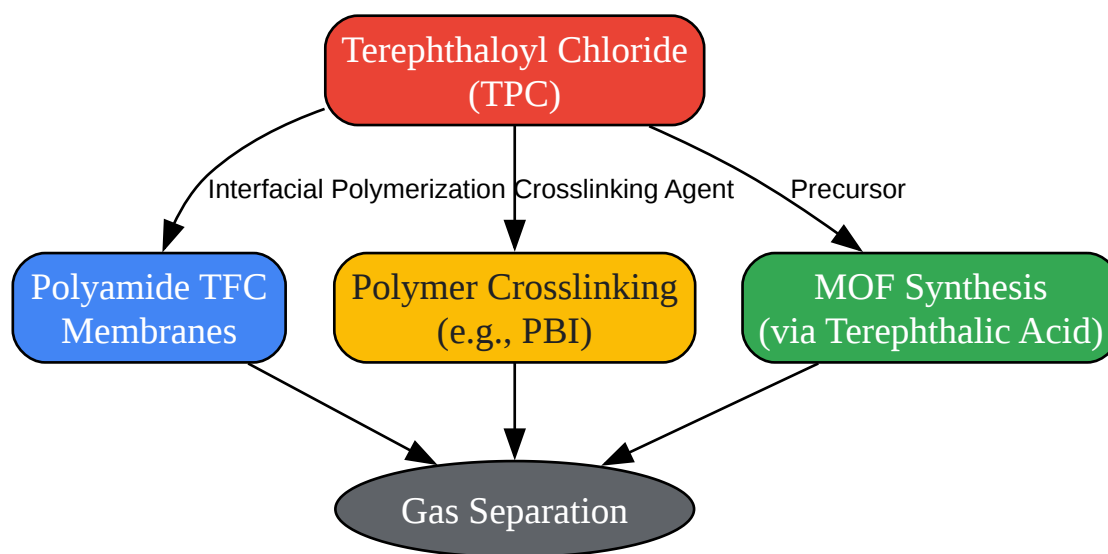 Terephthaloyl Chloride
(TPC)
Interfacial Polymerization
Crosslinking Agent
Precursor
Polyamide TFC
Membranes
Polymer Crosslinking
(e.g., PBI)
MOF Synthesis
(via Terephthalic Acid)
Gas Separation